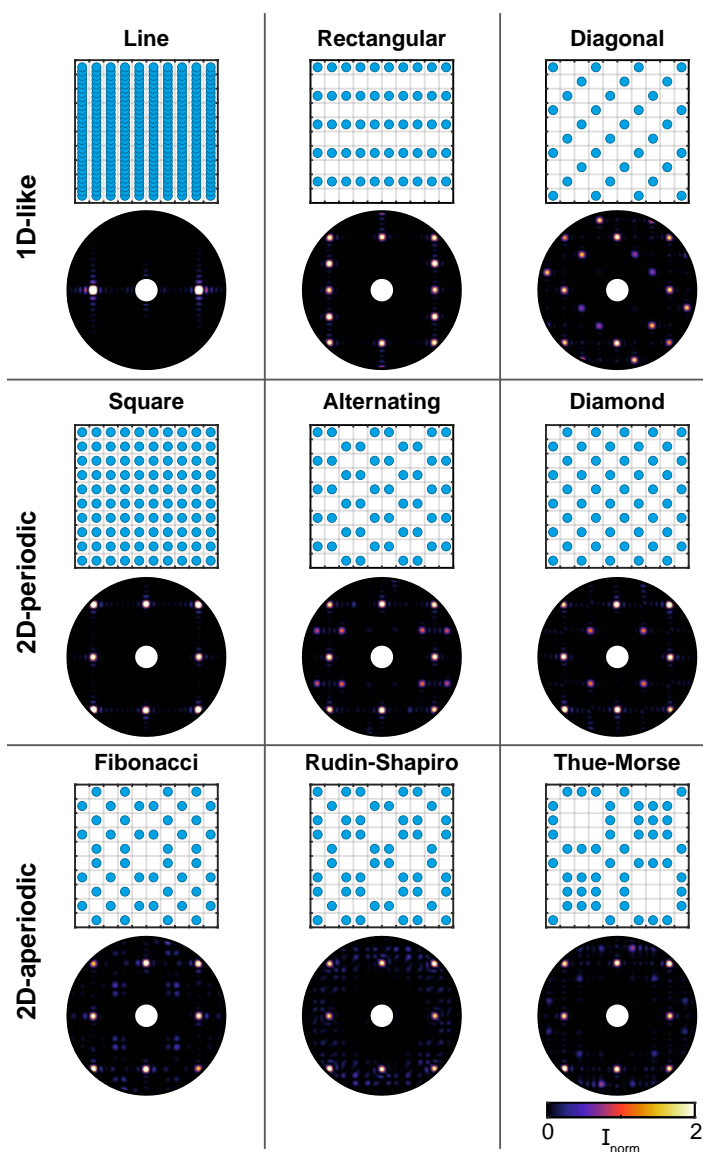 Line Rectangular Diagonal
1D-like
Square Alternating Diamond
2D-periodic
Fibonacci Rudin-Shapiro Thue-Morse
2D-aperiodic
0 I_norm 2